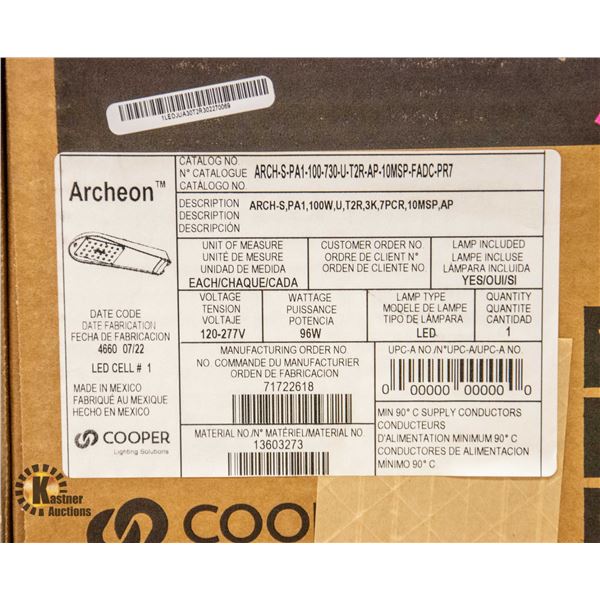 1LEDJUA30T2R302270069
Archeon™
CATALOG NO.
N° CATALOGUE
CATÁLOGO NO.
ARCH-S-PA1-100-730-U-T2R-AP-10MSP-FADC-PR7
DESCRIPTION
DESCRIPTION
DESCRIPCIÓN
ARCH-S,PA1,100W,U,T2R,3K,7PCR,10MSP,AP
UNIT OF MEASURE
UNITÉ DE MESURE
UNIDAD DE MEDIDA
EACH/CHAQUE/CADA
CUSTOMER ORDER NO.
ORDRE DE CLIENT N°
ORDEN DE CLIENTE NO.
LAMP INCLUDED
LAMPE INCLUSE
LÁMPARA INCLUIDA
YES/OUI/SI
VOLTAGE
TENSION
VOLTAJE
120-277V
WATTAGE
PUISSANCE
POTENCIA
96W
LAMP TYPE
MODELE DE LAMPE
TIPO DE LÁMPARA
LED
QUANTITY
QUANTITE
CANTIDAD
1
DATE CODE
DATE FABRICATION
FECHA DE FABRICACION
4660 07/22
LED CELL # 1
MADE IN MEXICO
FABRIQUÉ AU MEXIQUE
HECHO EN MEXICO
COOPER
Lighting Solutions
MANUFACTURING ORDER NO.
NO. COMMANDE DU MANUFACTURIER
ORDEN DE FABRICACION
71722618
UPC-A NO./N°UPC-A/UPC-A NO.
0 00000 00000 0
MATERIAL NO./N° MATÉRIEL/MATERIAL NO.
13603273
MIN 90° C SUPPLY CONDUCTORS
CONDUCTEURS
D'ALIMENTATION MINIMUM 90° C
CONDUCTORES DE ALIMENTACION
MÍNIMO 90° C
Kastner
Auctions
COO